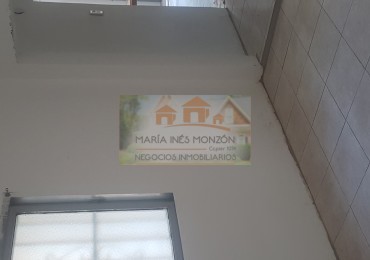 MARÍA INÉS MONZÓN
NEGOCIOS INMOBILIARIOS